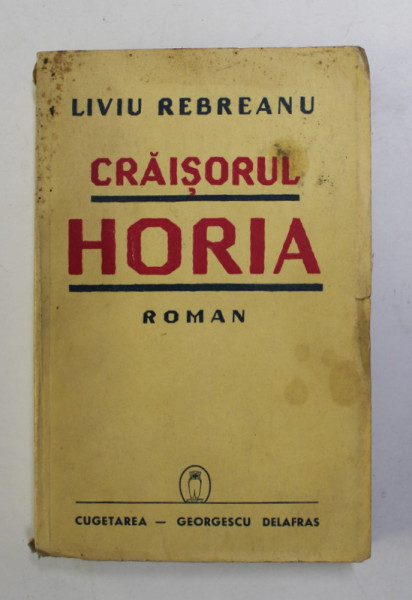 LIVIU REBREANU
CRĂIȘORUL
HORIA
ROMAN
CUGETAREA — GEORGESCU DELAFRAS